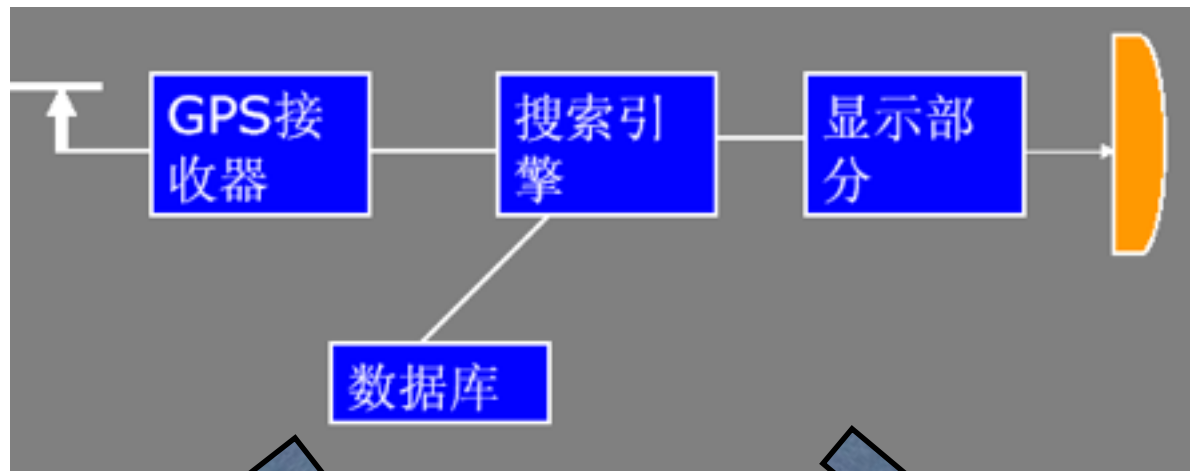 GPS接
收器
搜索引
擎
显示部
分
数据库